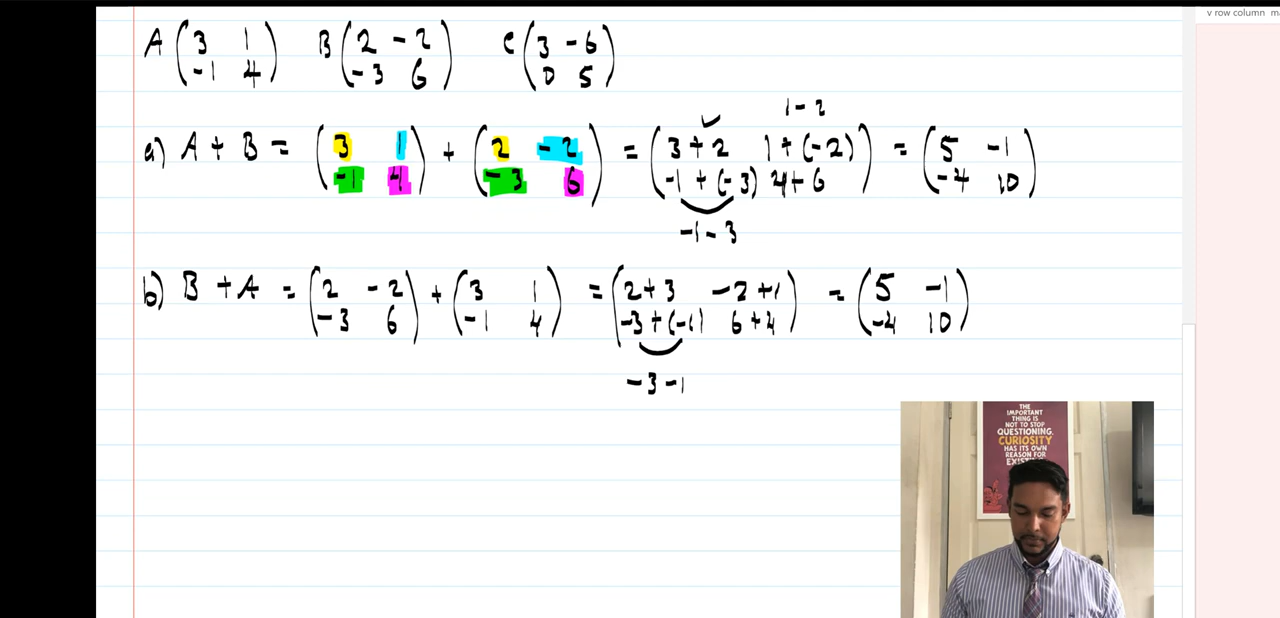 v row column m
A (3 1 B (2 -2) C (3 -6)
-1 4) -3 6 0 5
1-2
a) A + B = (3 1) + (2 -2) = (3+2 1+(-2)) = (5 -1)
-1 4 -3 6 -1+(-3) 4+6 -4 10
-1-3
b) B + A = (2 -2) + (3 1) = (2+3 -2+1) = (5 -1)
-3 6 -1 4 -3+(-1) 6+4 -4 10
-3-1
THE
IMPORTANT
THING IS
NOT TO STOP
QUESTIONING.
CURIOSITY
HAS ITS OWN
REASON FOR